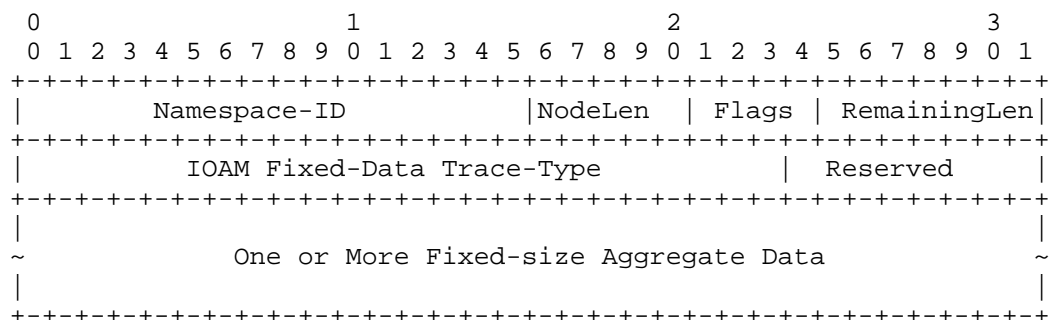 0                   1                   2                   3
 0 1 2 3 4 5 6 7 8 9 0 1 2 3 4 5 6 7 8 9 0 1 2 3 4 5 6 7 8 9 0 1
+-+-+-+-+-+-+-+-+-+-+-+-+-+-+-+-+-+-+-+-+-+-+-+-+-+-+-+-+-+-+-+-+
|        Namespace-ID           |NodeLen  | Flags | RemainingLen|
+-+-+-+-+-+-+-+-+-+-+-+-+-+-+-+-+-+-+-+-+-+-+-+-+-+-+-+-+-+-+-+-+
|          IOAM Fixed-Data Trace-Type           |  Reserved     |
+-+-+-+-+-+-+-+-+-+-+-+-+-+-+-+-+-+-+-+-+-+-+-+-+-+-+-+-+-+-+-+-+
|                                                               |
~             One or More Fixed-size Aggregate Data             ~
|                                                               |
+-+-+-+-+-+-+-+-+-+-+-+-+-+-+-+-+-+-+-+-+-+-+-+-+-+-+-+-+-+-+-+-+